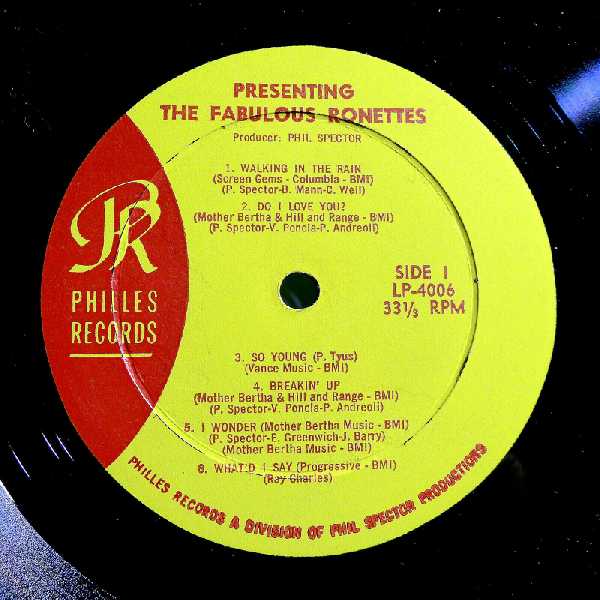 PRESENTING
THE FABULOUS RONETTES
Producer: PHIL SPECTOR
1. WALKING IN THE RAIN
(Screen Gems - Columbia - BMI)
(P. Spector-B. Mann-C. Weil)
2. DO I LOVE YOU?
(Mother Bertha & Hill and Range - BMI)
(P. Spector-V. Poncia-P. Andreoli)
PR
PHILLES
RECORDS
SIDE 1
LP-4006
33⅓ RPM
3. SO YOUNG (P. Tyus)
(Vance Music - BMI)
4. BREAKIN' UP
(Mother Bertha & Hill and Range - BMI)
(P. Spector-V. Poncia-P. Andreoli)
5. I WONDER (Mother Bertha Music - BMI)
(P. Spector-E. Greenwich-J. Barry)
(Mother Bertha Music - BMI)
6. WHAT'D I SAY (Progressive - BMI)
(Ray Charles)
PHILLES RECORDS A DIVISION OF PHIL SPECTOR PRODUCTIONS